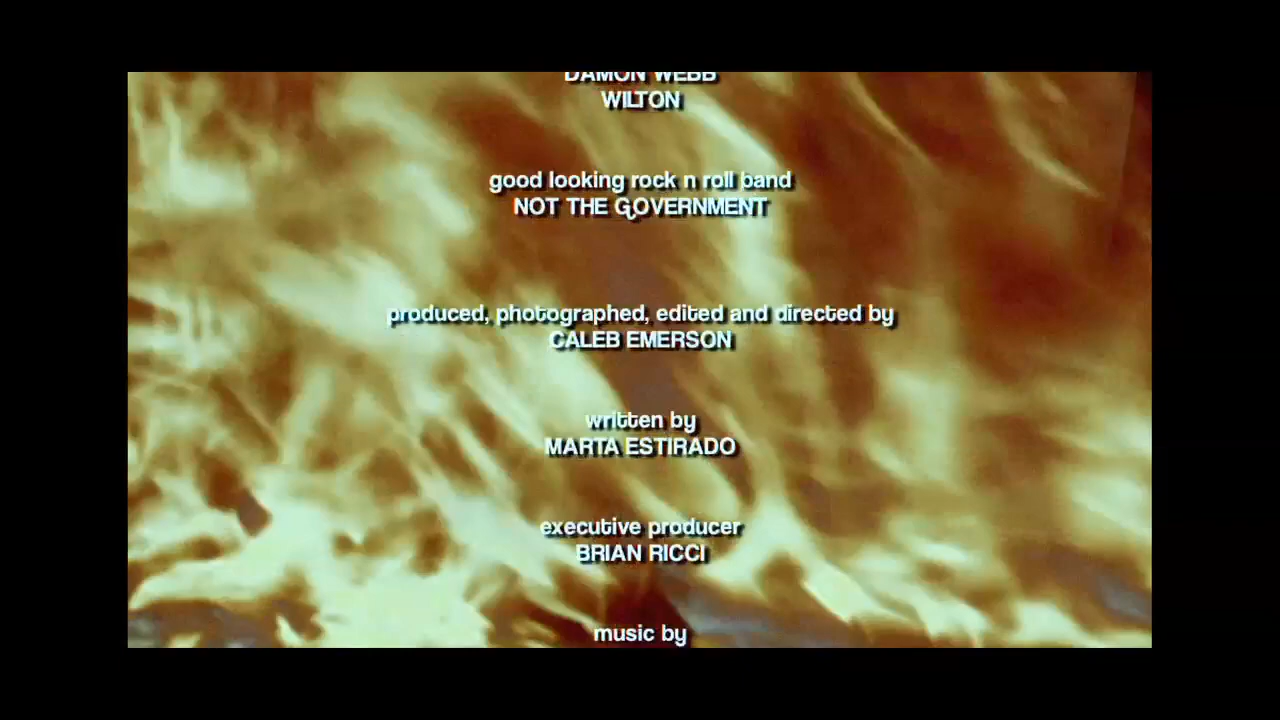 DAMON WEBB
WILTON
good looking rock n roll band
NOT THE GOVERNMENT
produced, photographed, edited and directed by
CALEB EMERSON
written by
MARTA ESTIRADO
executive producer
BRIAN RICCI
music by